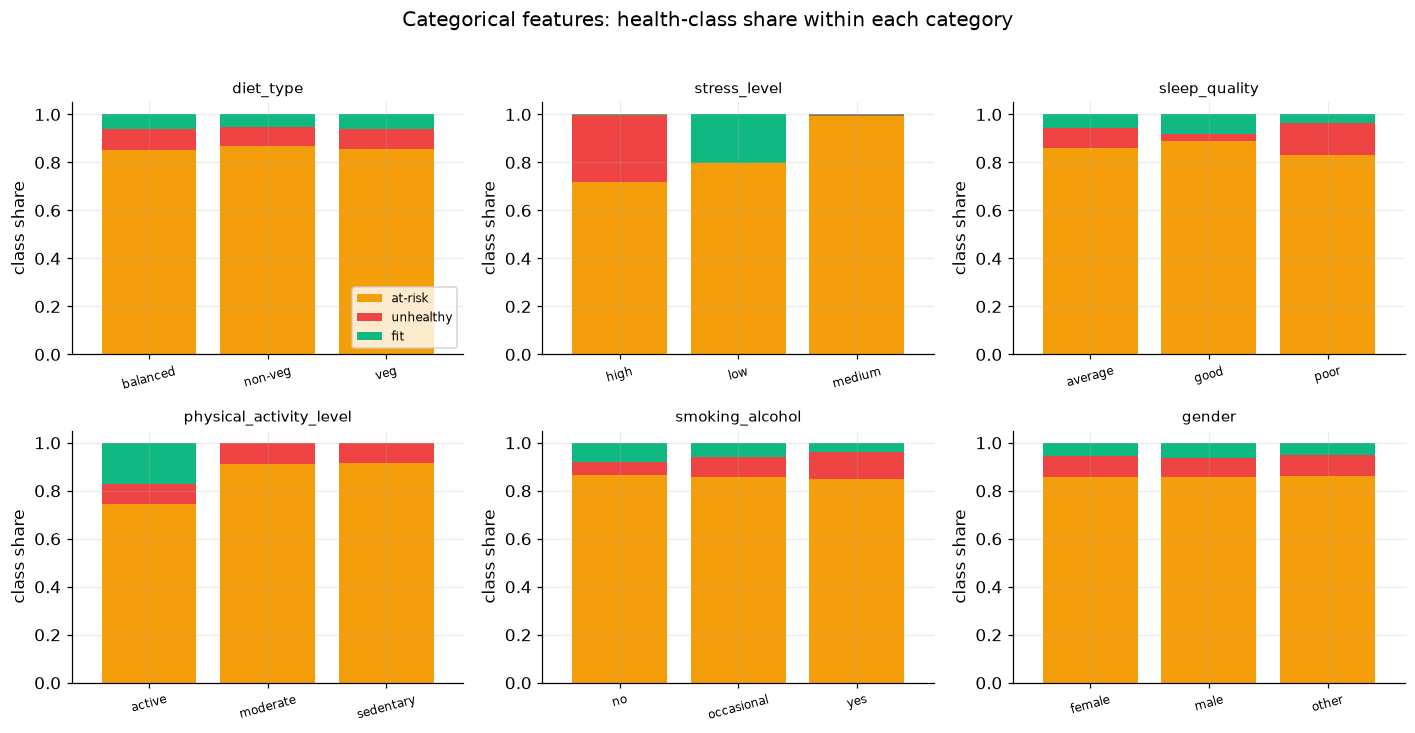 Categorical features: health-class share within each category
diet_type
class share
1.0
0.8
0.6
0.4
0.2
0.0
at-risk
unhealthy
fit
balanced
non-veg
veg
stress_level
class share
1.0
0.8
0.6
0.4
0.2
0.0
high
low
medium
sleep_quality
class share
1.0
0.8
0.6
0.4
0.2
0.0
average
good
poor
physical_activity_level
class share
1.0
0.8
0.6
0.4
0.2
0.0
active
moderate
sedentary
smoking_alcohol
class share
1.0
0.8
0.6
0.4
0.2
0.0
no
occasional
yes
gender
class share
1.0
0.8
0.6
0.4
0.2
0.0
female
male
other